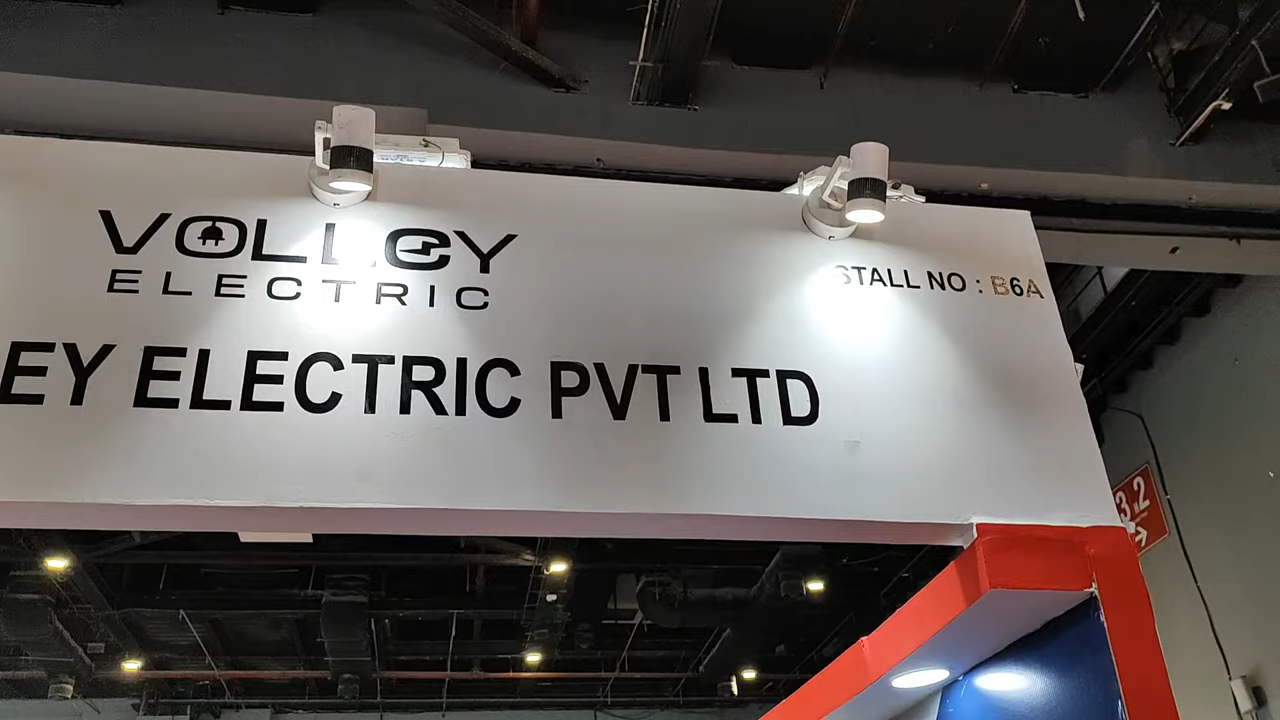 VOLLEY
ELECTRIC
STALL NO : B6A
EY ELECTRIC PVT LTD
3.2